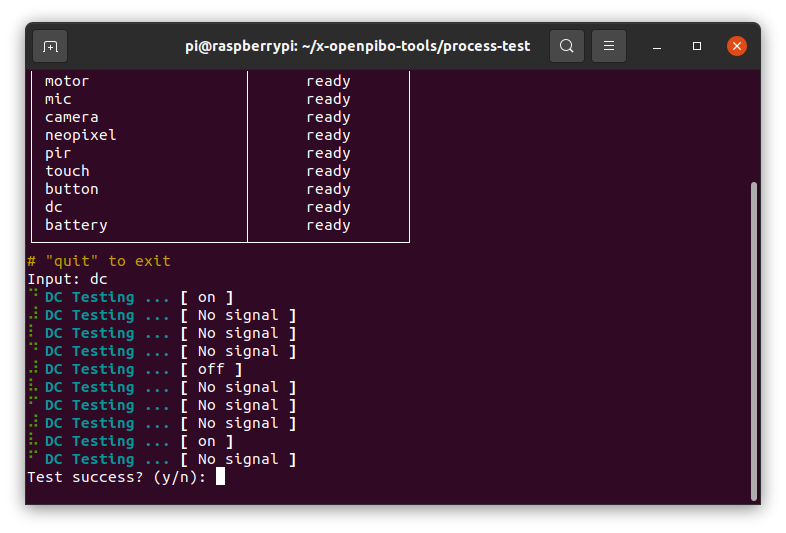 pi@raspberrypi: ~/x-openpibo-tools/process-test
motor ready
mic ready
camera ready
neopixel ready
pir ready
touch ready
button ready
dc ready
battery ready
# "quit" to exit
Input: dc
DC Testing ... [ on ]
DC Testing ... [ No signal ]
DC Testing ... [ No signal ]
DC Testing ... [ No signal ]
DC Testing ... [ off ]
DC Testing ... [ No signal ]
DC Testing ... [ No signal ]
DC Testing ... [ No signal ]
DC Testing ... [ on ]
DC Testing ... [ No signal ]
Test success? (y/n):